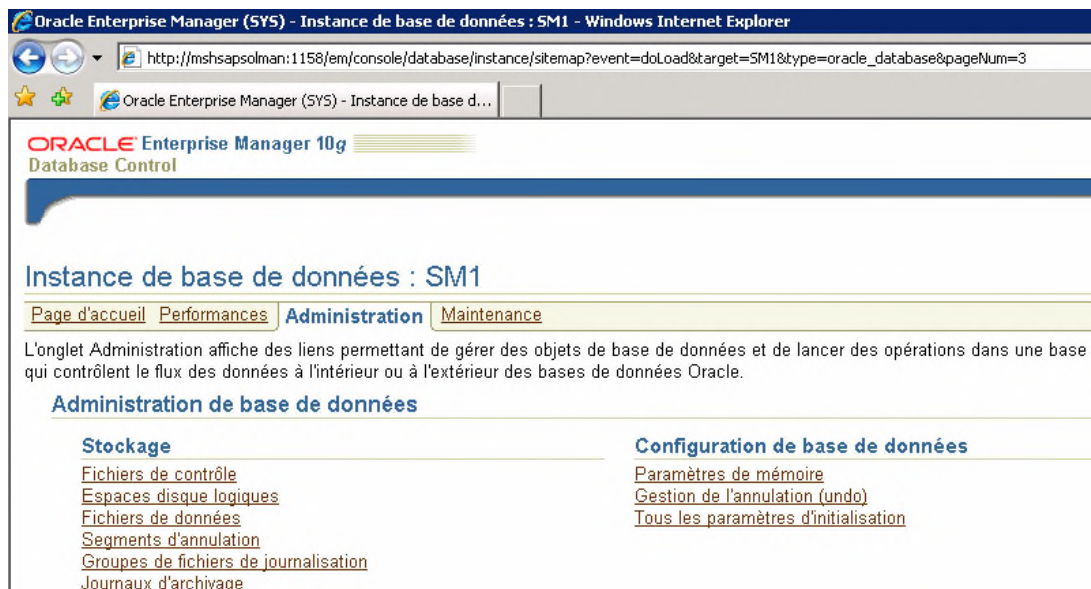 Oracle Enterprise Manager (SYS) - Instance de base de données : SM1 - Windows Internet Explorer
http://mshsapsolman:1158/em/console/database/instance/sitemap?event=doLoad&target=SM1&type=oracle_database&pageNum=3
Oracle Enterprise Manager (SYS) - Instance de base d...
ORACLE Enterprise Manager 10g
Database Control
Instance de base de données : SM1
Page d'accueil Performances Administration Maintenance
L'onglet Administration affiche des liens permettant de gérer des objets de base de données et de lancer des opérations dans une base
qui contrôlent le flux des données à l'intérieur ou à l'extérieur des bases de données Oracle.
Administration de base de données
Stockage
Fichiers de contrôle
Espaces disque logiques
Fichiers de données
Segments d'annulation
Groupes de fichiers de journalisation
Journaux d'archivage
Configuration de base de données
Paramètres de mémoire
Gestion de l'annulation (undo)
Tous les paramètres d'initialisation